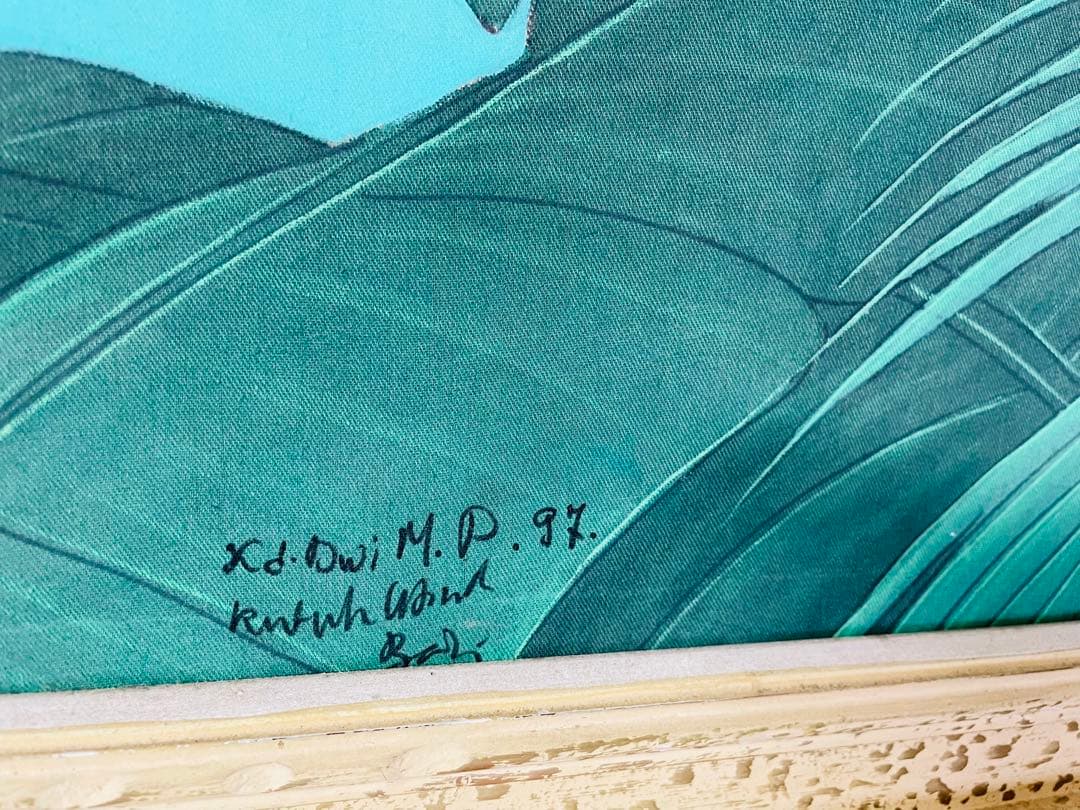 Kd. Dwi M. P. 97.
Kutuh Ubud
Bali